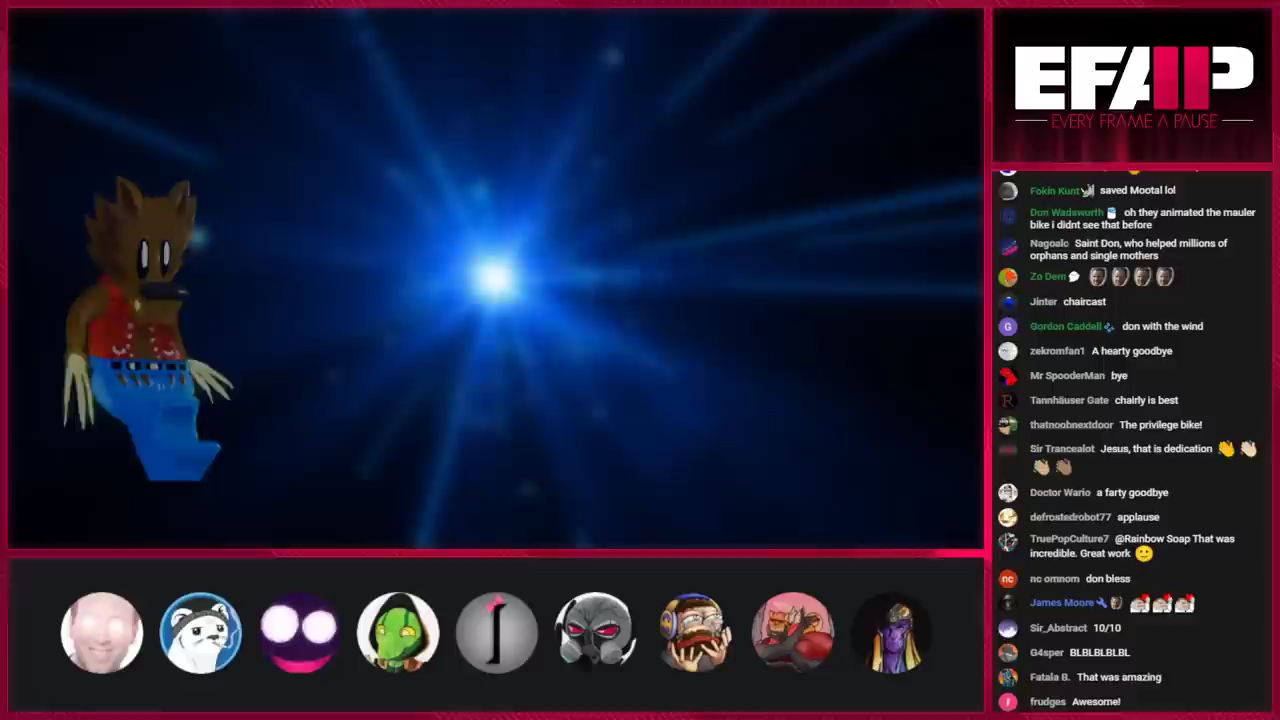 EFAP
EVERY FRAME A PAUSE
Fokin Kunt saved Mootal lol
Don Wadsworth oh they animated the mauler
bike i didnt see that before
Nagoalc Saint Don, who helped millions of
orphans and single mothers
Zo Dem
Jinter chaircast
G
Gordon Caddell don with the wind
zekromfan1 A hearty goodbye
Mr SpooderMan bye
R
Tannhäuser Gate chairly is best
thatnoobnextdoor The privilege bike!
Sir Trancealot Jesus, that is dedication
Doctor Wario a farty goodbye
defrostedrobot77 applause
TruePopCulture7 @Rainbow Soap That was
incredible. Great work
nc
nc omnom don bless
James Moore
Sir_Abstract 10/10
G4sper BLBLBLBLBL
Fatala B. That was amazing
f
frudges Awesome!